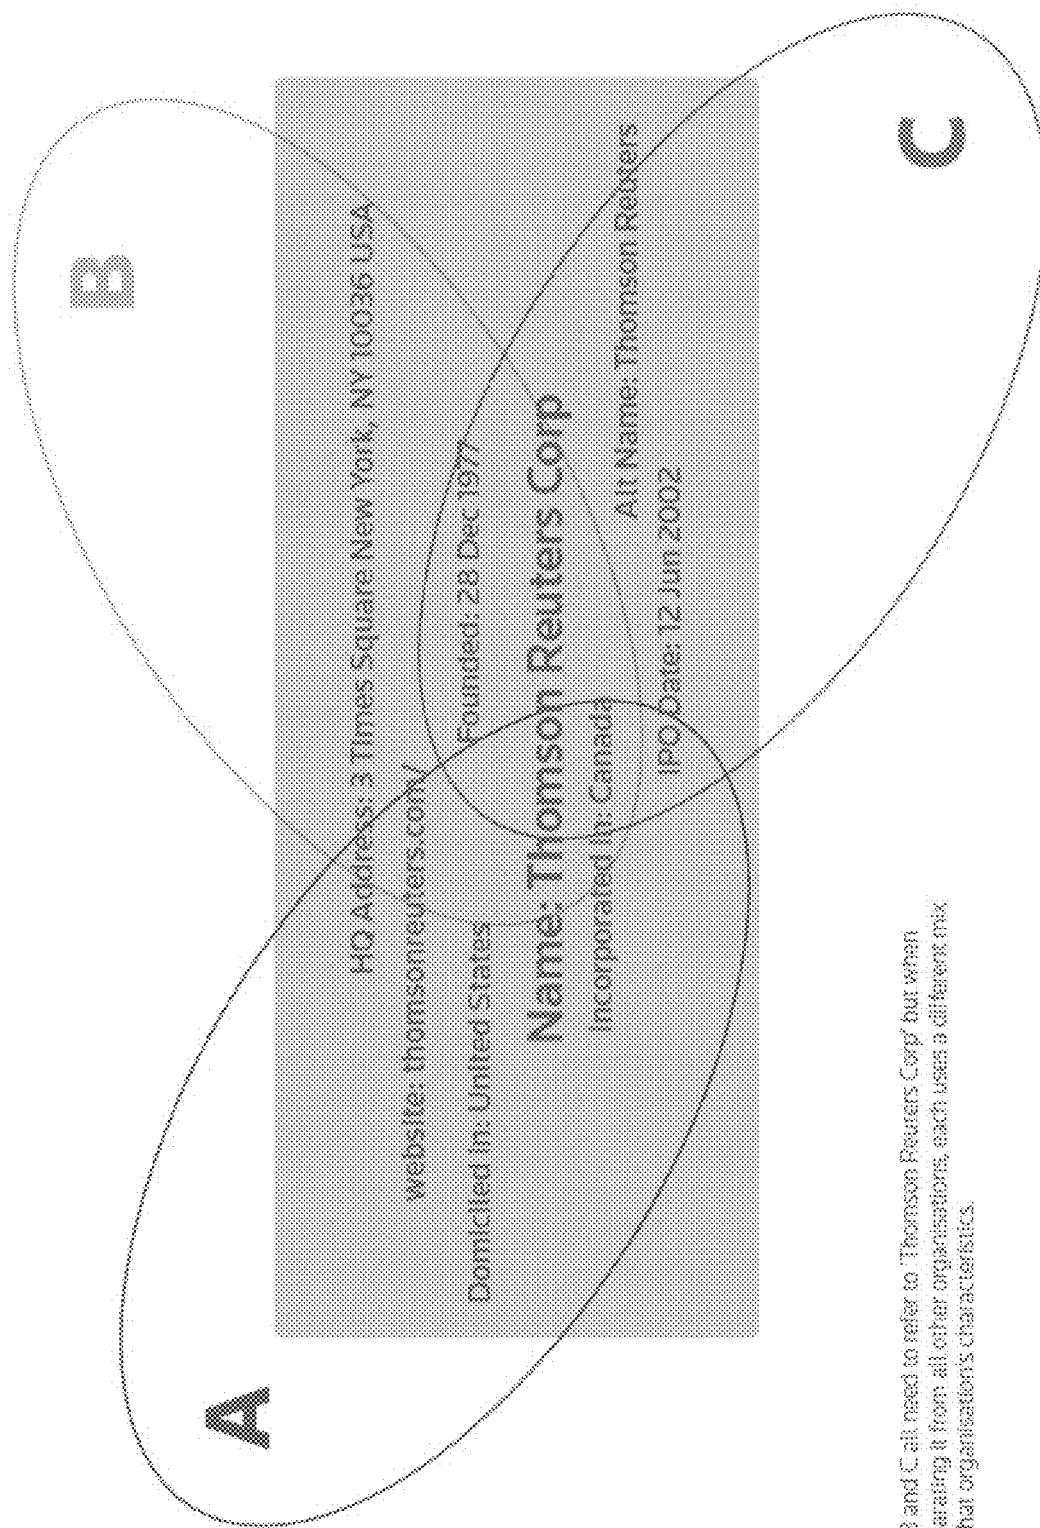 B
A
HQ Address: 3 Times Square New York, NY 10036 USA
website: thomsonreuters.com/
Founded: 28 Dec 1977
Domiciled In: United States
Name: Thomson Reuters Corp
Incorporated In: Canada
Alt Name: Thomson Reuters
IPO Date: 12 Jun 2002
C
and C all need to refer to 'Thomson Reuters Corp' but when
arating it from all other organisations, each uses a different mix
hat organisation's characteristics.